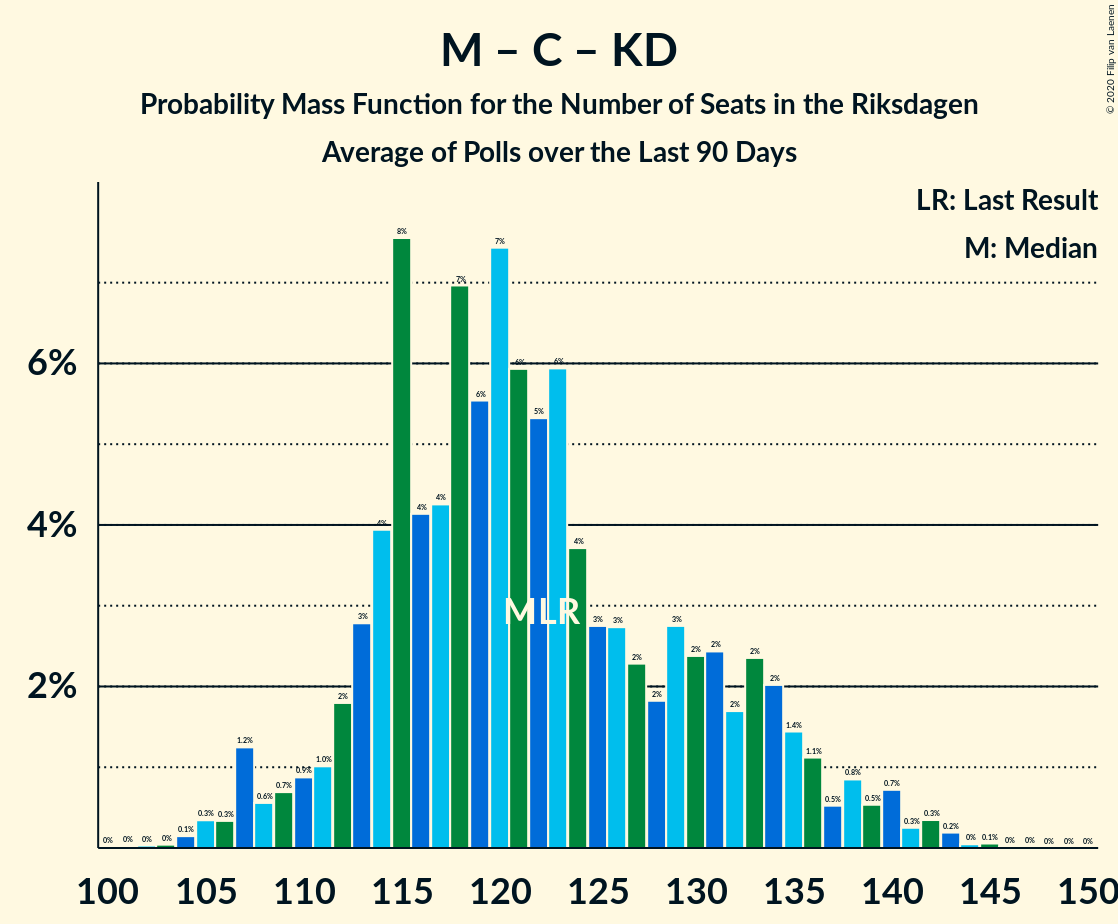 M – C – KD
Probability Mass Function for the Number of Seats in the Riksdagen
Average of Polls over the Last 90 Days
© 2020 Filip van Laenen
LR: Last Result
M: Median
6%
4%
2%
0% 0% 0% 0% 0.1% 0.3% 0.3% 1.2% 0.6% 0.7% 0.9% 1.0% 2% 3% 4% 8% 4% 4% 7% 6% 7% 6% 5% 6% 4% 3% 3% 2% 2% 3% 2% 2% 2% 2% 2% 1.4% 1.1% 0.5% 0.8% 0.5% 0.7% 0.3% 0.3% 0.2% 0% 0.1% 0% 0% 0% 0% 0%
M LR
100 105 110 115 120 125 130 135 140 145 150